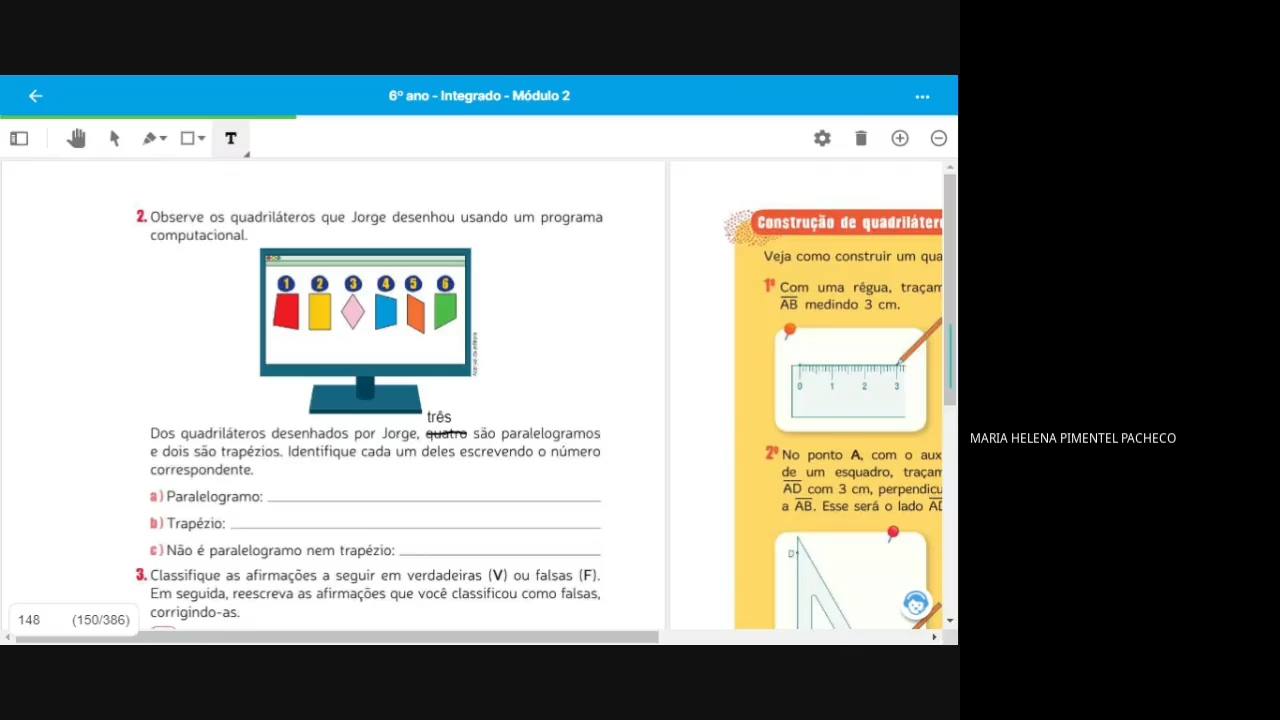 6º ano - Integrado - Módulo 2
T
2. Observe os quadriláteros que Jorge desenhou usando um programa
computacional.
1 2 3 4 5 6
três
Dos quadriláteros desenhados por Jorge, quatro são paralelogramos
e dois são trapézios. Identifique cada um deles escrevendo o número
correspondente.
a) Paralelogramo:
b) Trapézio:
c) Não é paralelogramo nem trapézio:
3. Classifique as afirmações a seguir em verdadeiras (V) ou falsas (F).
Em seguida, reescreva as afirmações que você classificou como falsas,
corrigindo-as.
148 (150/386)
Construção de quadriláter
Veja como construir um qua
1º Com uma régua, traçam
AB medindo 3 cm.
0 1 2 3
2º No ponto A, com o aux
de um esquadro, traçam
AD com 3 cm, perpendicu
a AB. Esse será o lado AD
D
MARIA HELENA PIMENTEL PACHECO